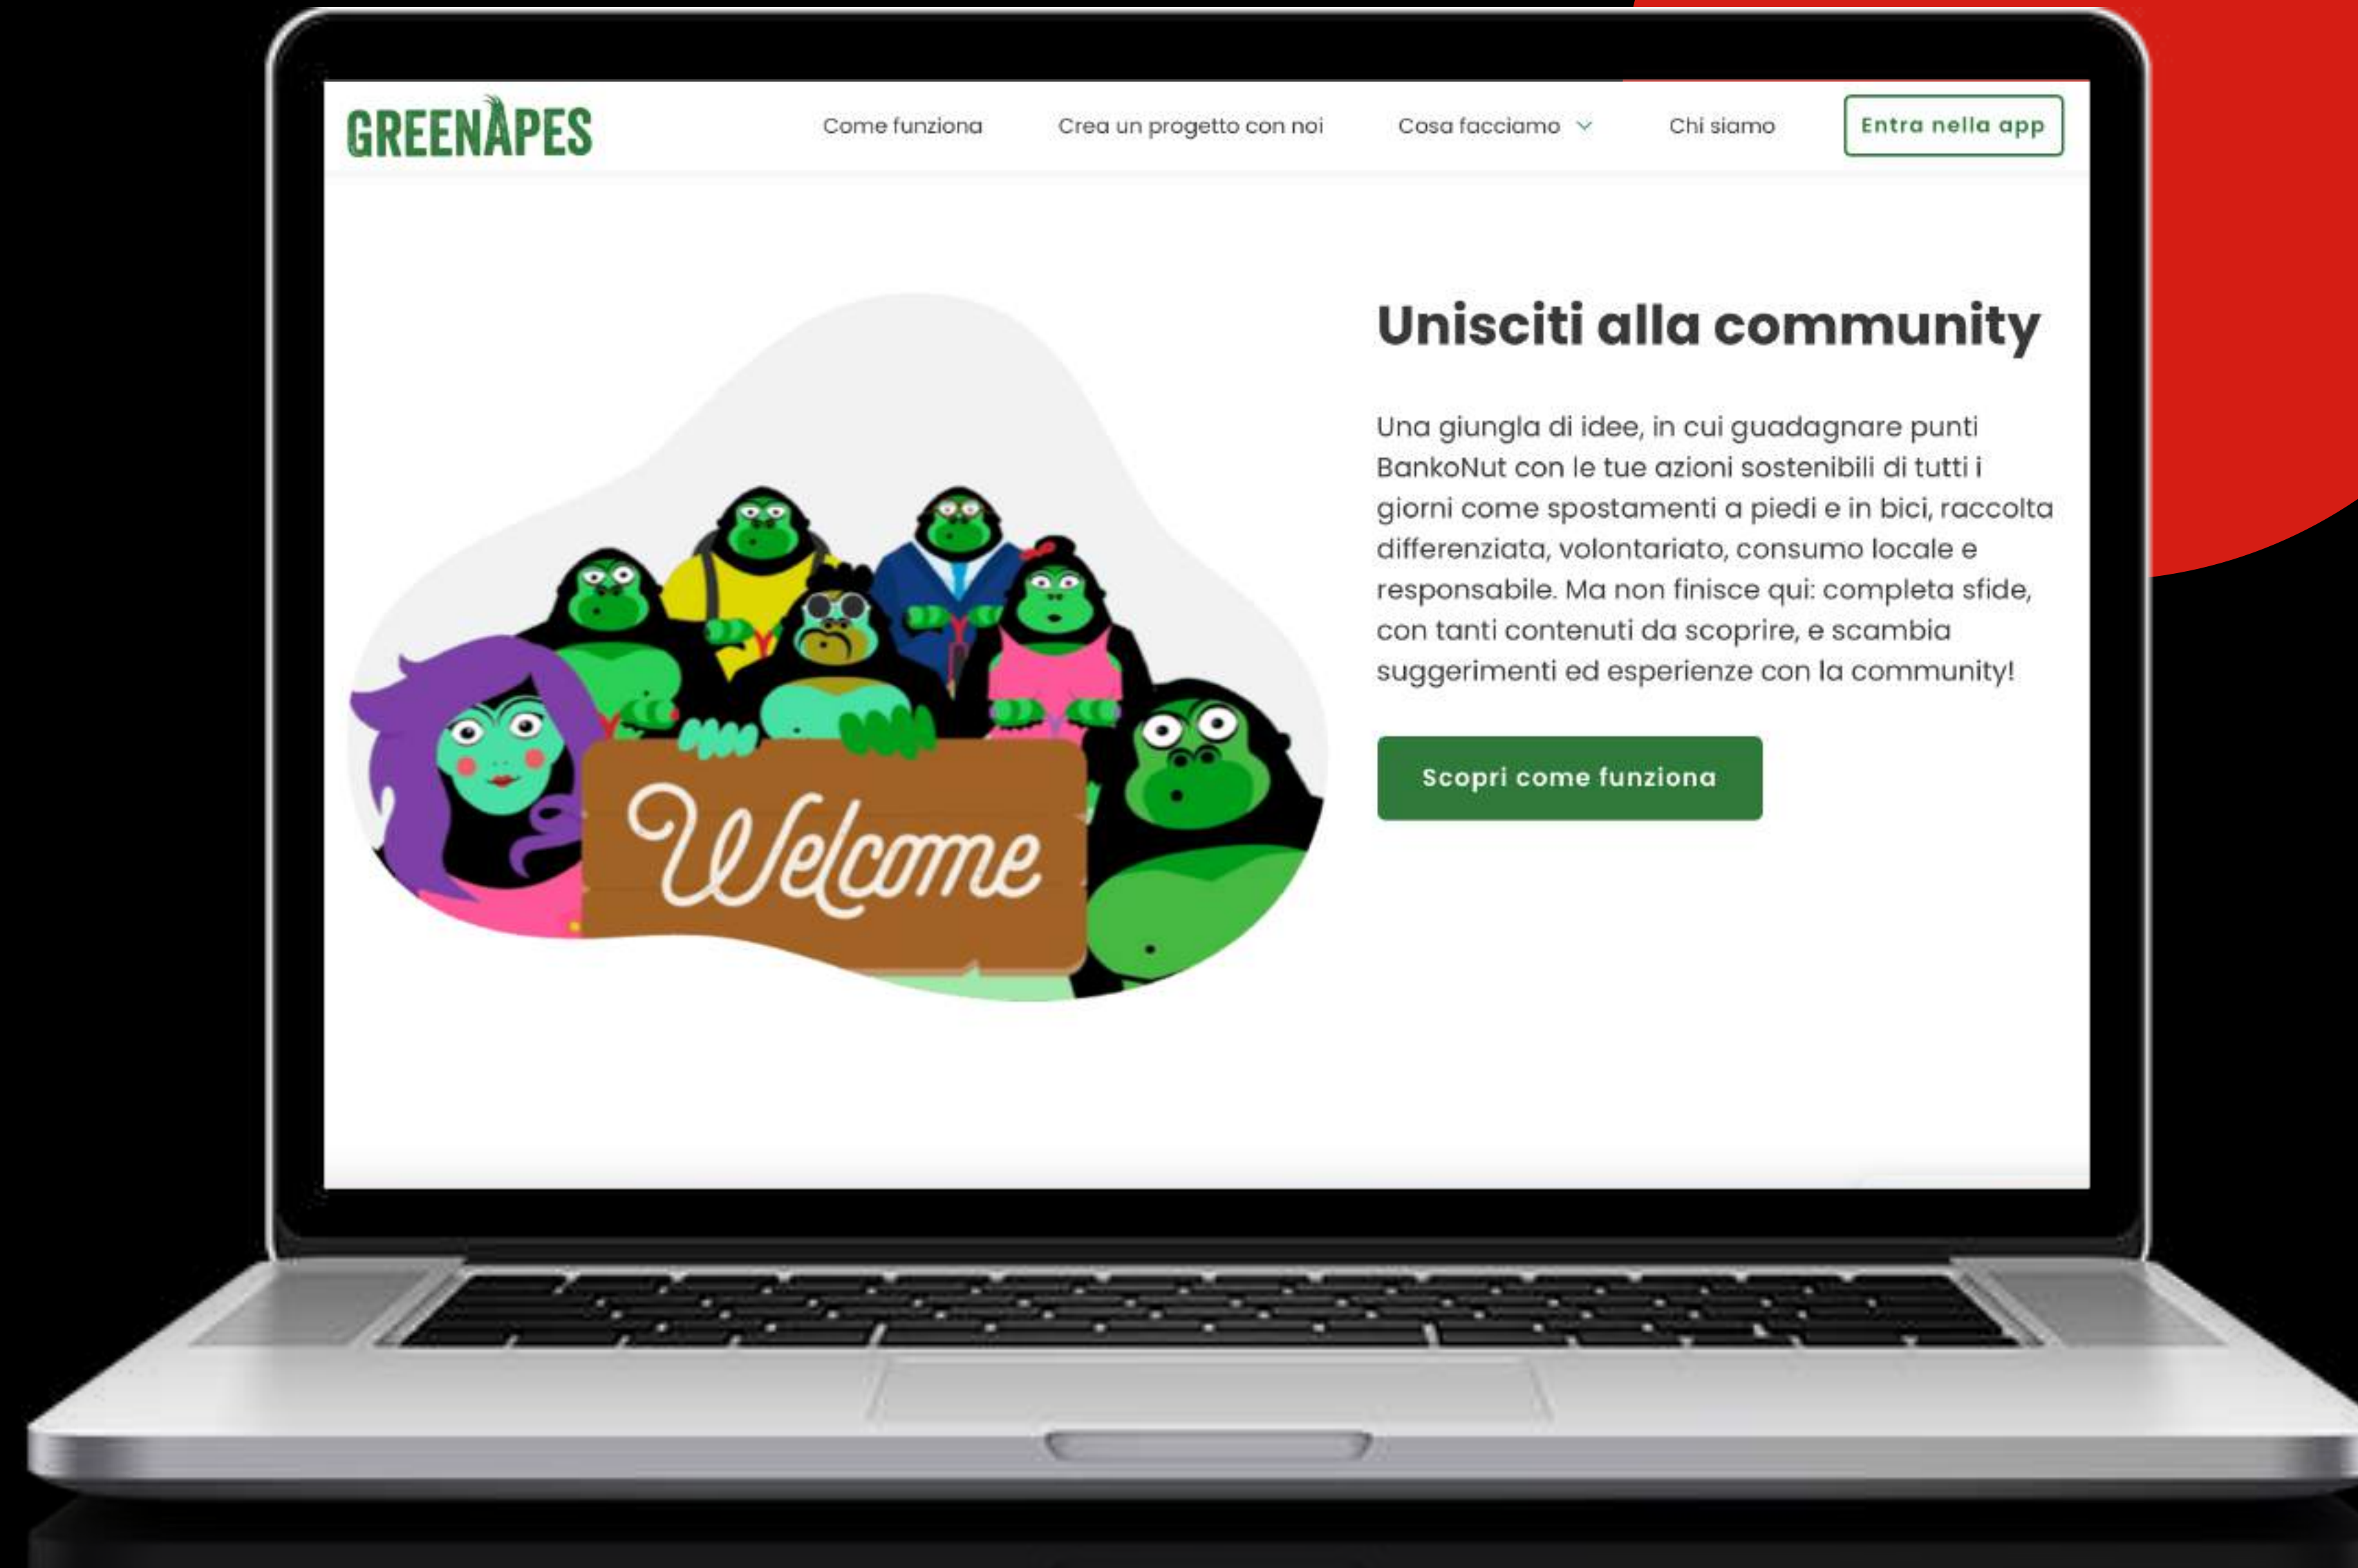 GREENAPES
Come funziona
Crea un progetto con noi
Cosa facciamo
Chi siamo
Entra nella app
Unisciti alla community
Una giungla di idee, in cui guadagnare punti
BankoNut con le tue azioni sostenibili di tutti i
giorni come spostamenti a piedi e in bici, raccolta
differenziata, volontariato, consumo locale e
responsabile. Ma non finisce qui: completa sfide,
con tanti contenuti da scoprire, e scambia
suggerimenti ed esperienze con la community!
Scopri come funziona
Welcome